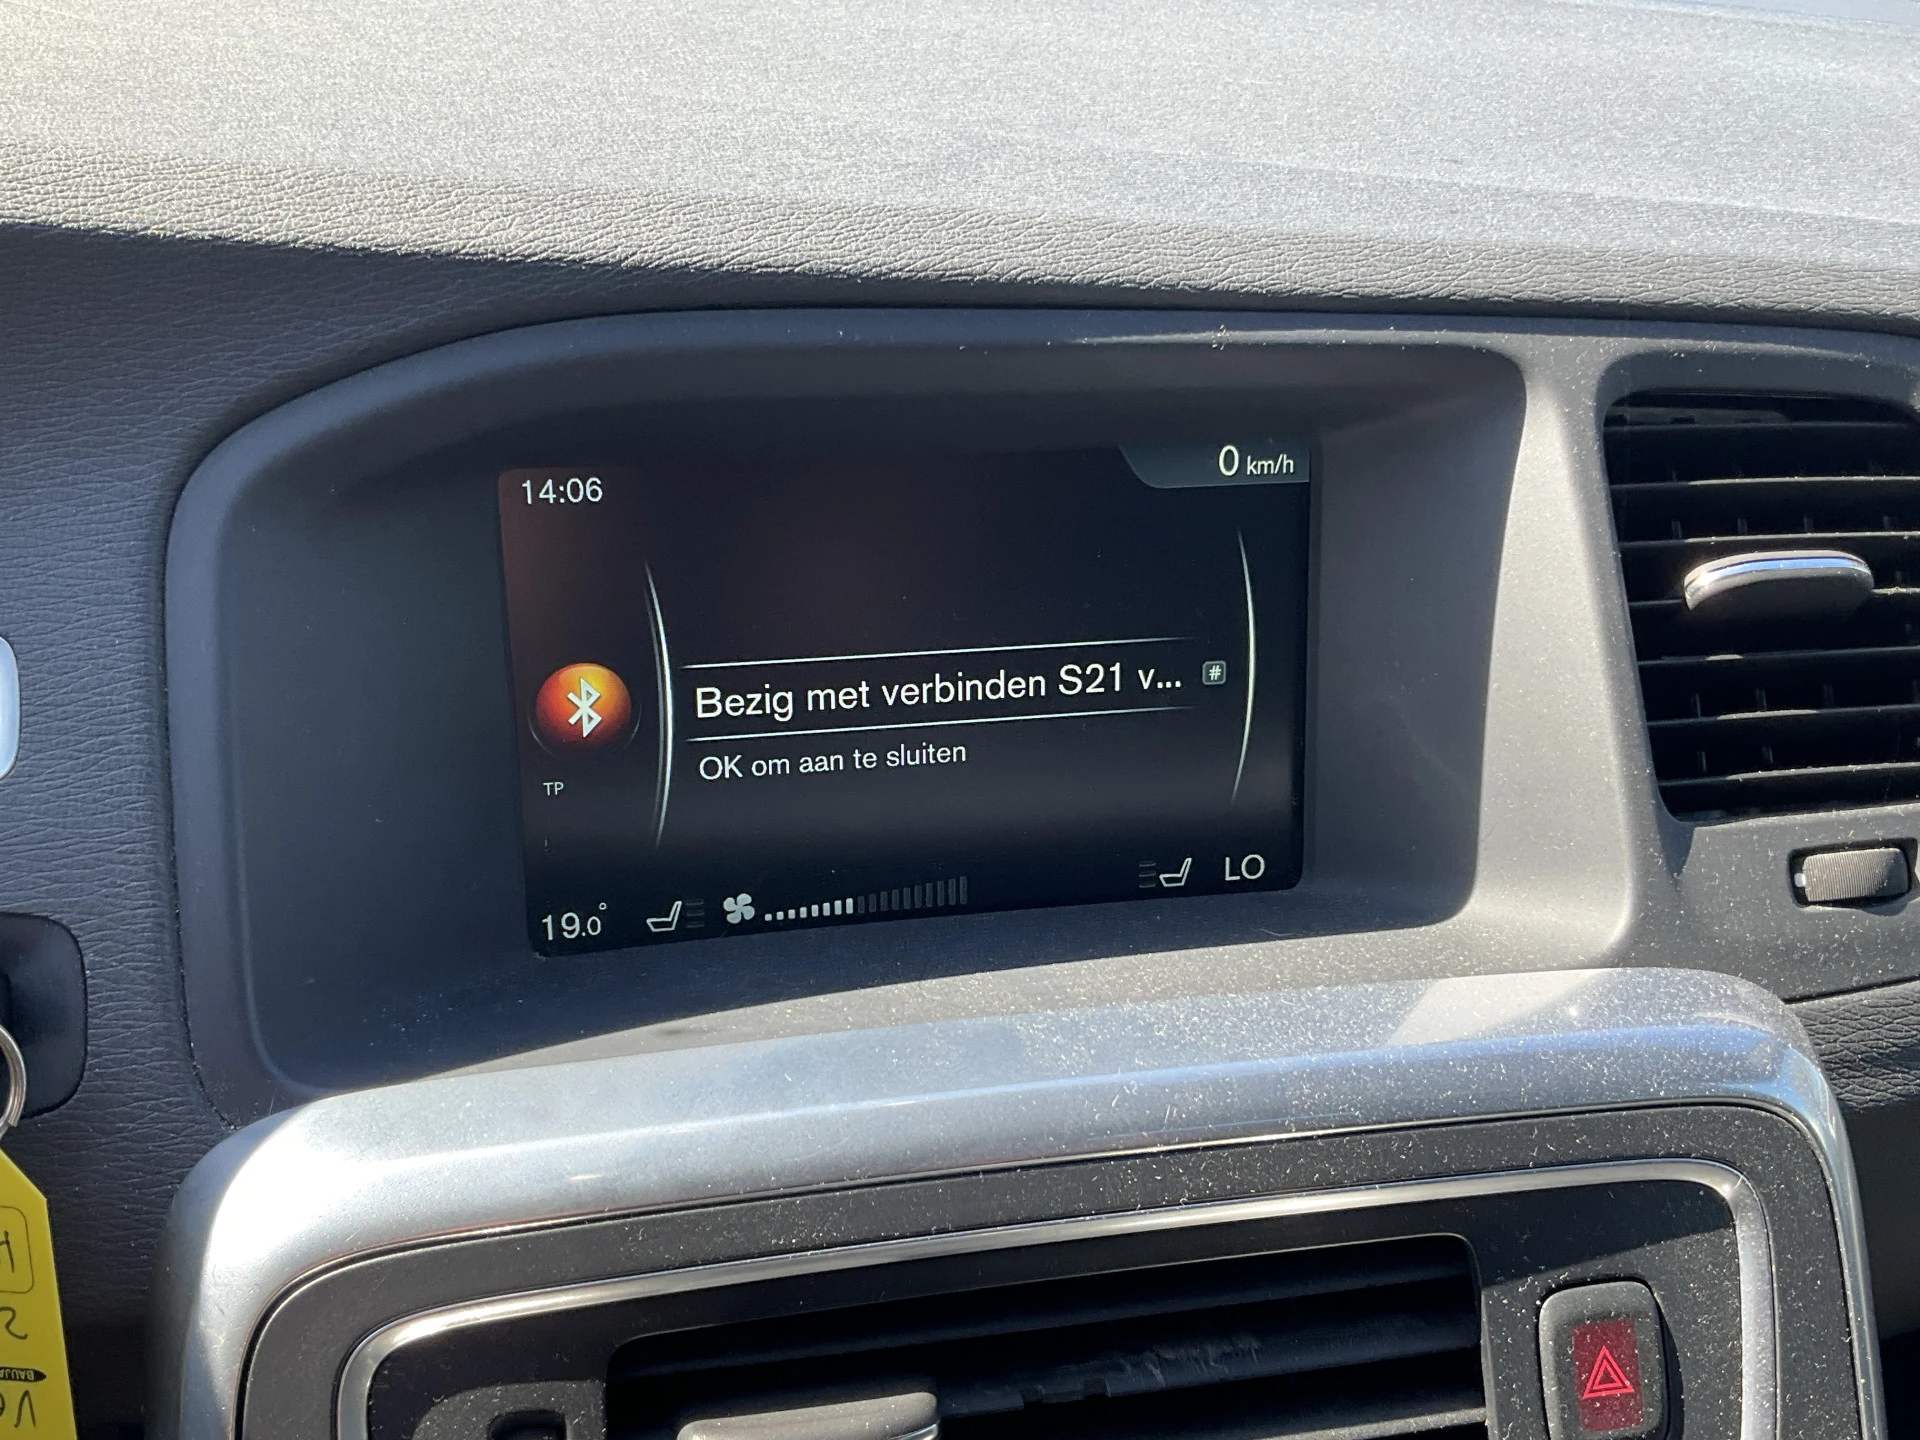 14:06
0 km/h
Bezig met verbinden S21 v... #
OK om aan te sluiten
TP
19.0° LO